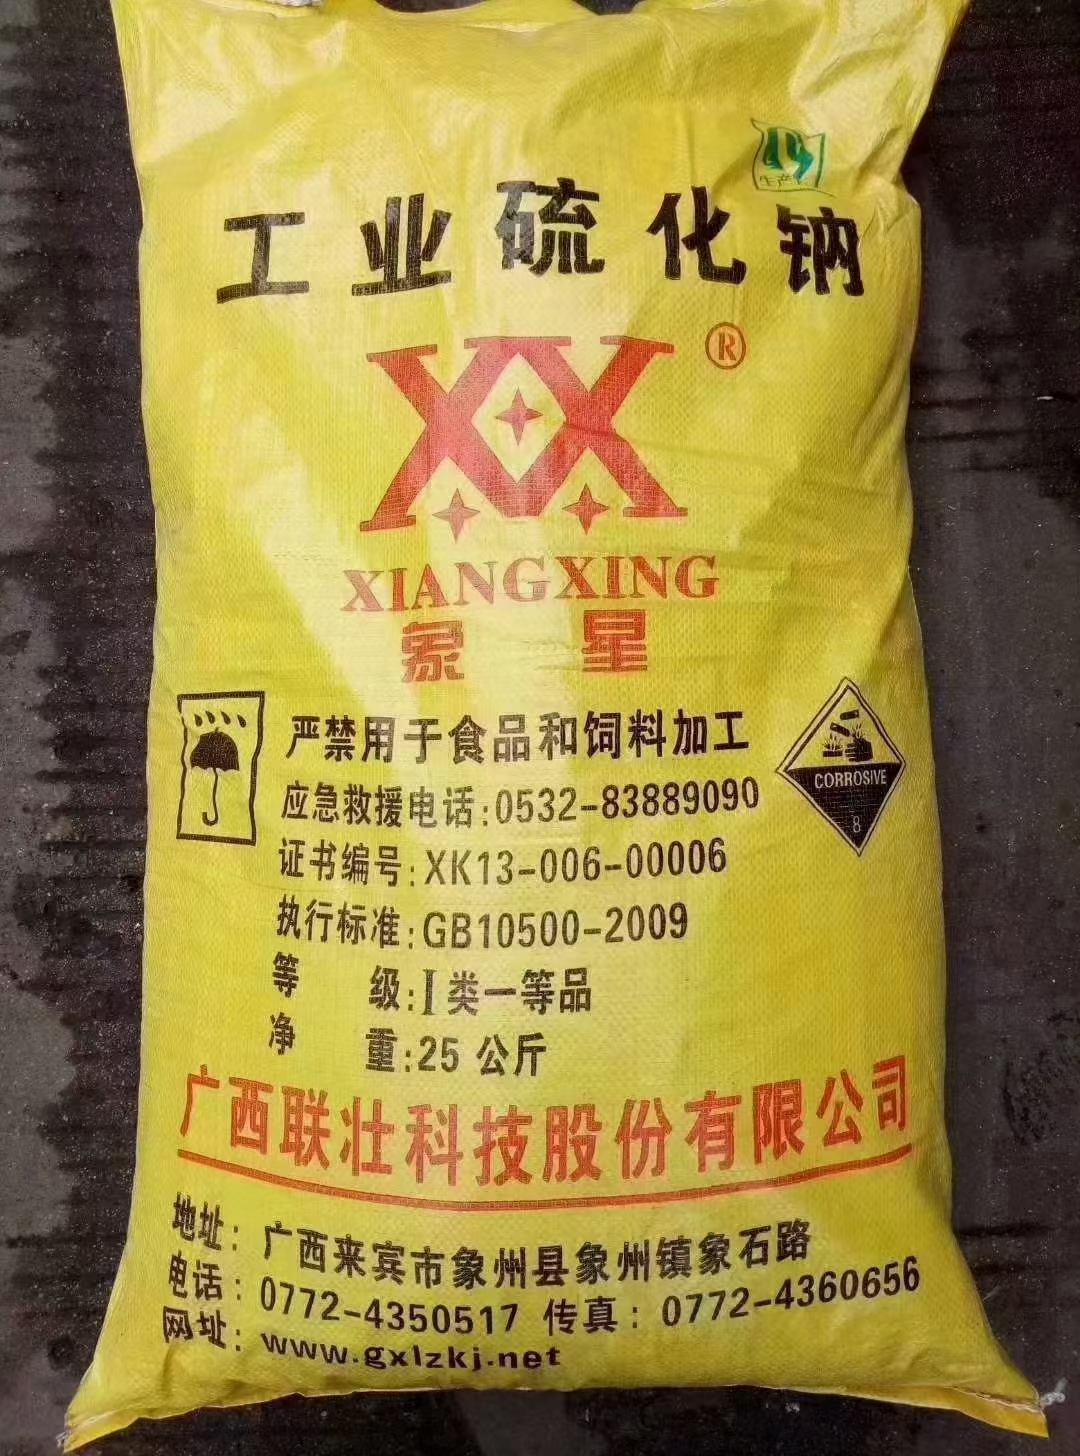 生产
工业硫化钠
®
XIANGXING
象星
严禁用于食品和饲料加工
应急救援电话:0532-83889090
CORROSIVE
8
证书编号:XK13-006-00006
执行标准:GB10500-2009
等级:Ⅰ类一等品
净重:25公斤
广西联壮科技股份有限公司
地址:广西来宾市象州县象州镇象石路
电话:0772-4350517 传真:0772-4360656
网址:www.gxlzkj.net